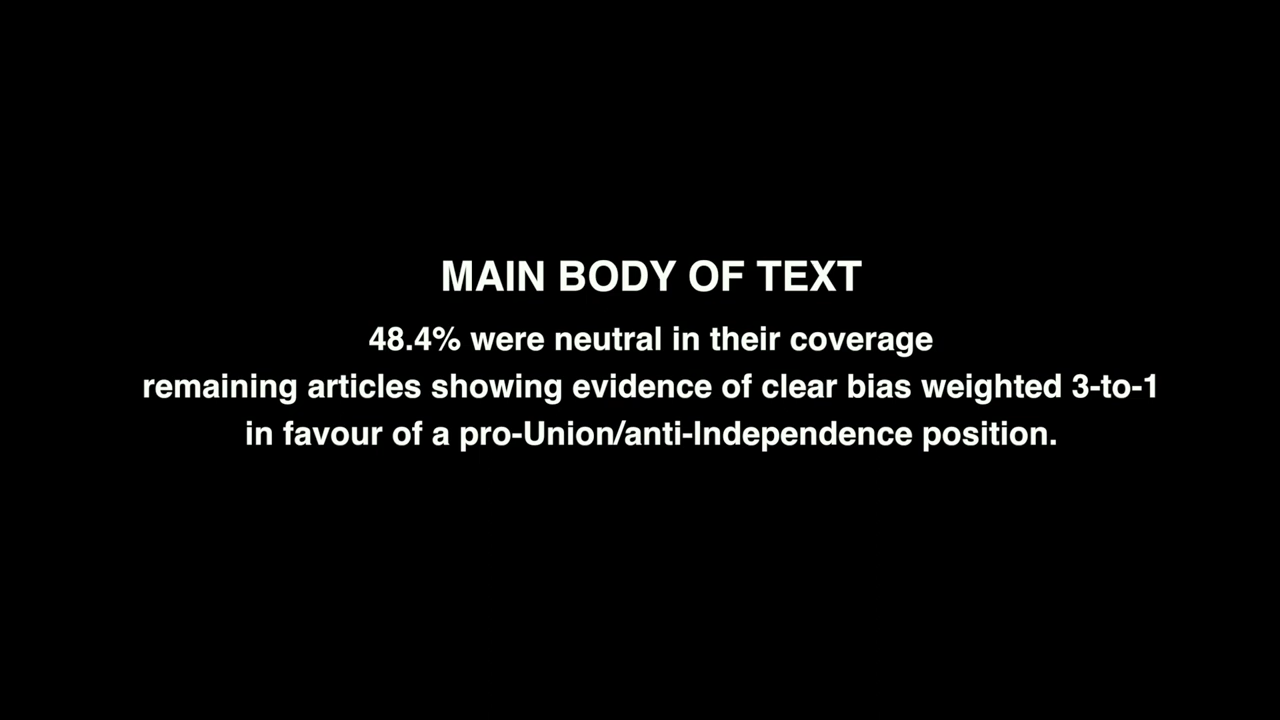 MAIN BODY OF TEXT
48.4% were neutral in their coverage
remaining articles showing evidence of clear bias weighted 3-to-1
in favour of a pro-Union/anti-Independence position.